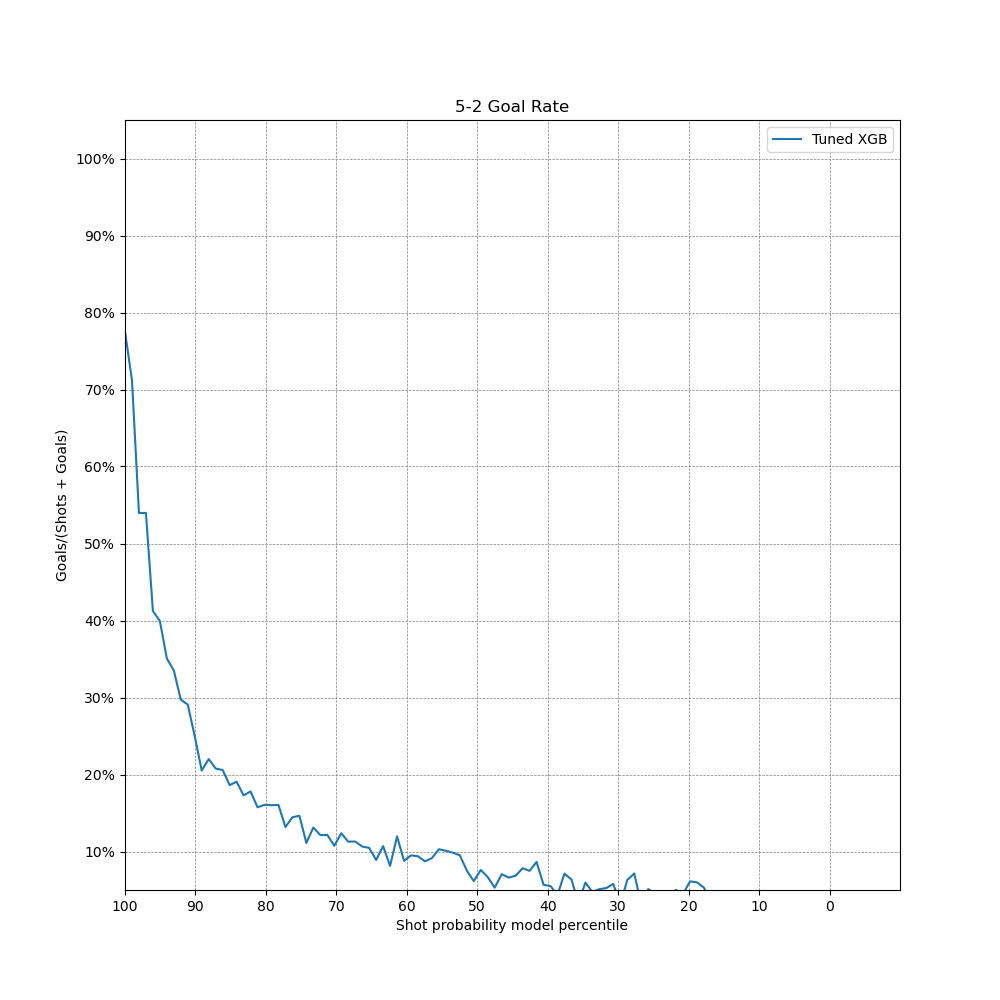 5-2 Goal Rate
Tuned XGB
100%
90%
80%
70%
60%
50%
40%
30%
20%
10%
Goals/(Shots + Goals)
100 90 80 70 60 50 40 30 20 10 0
Shot probability model percentile